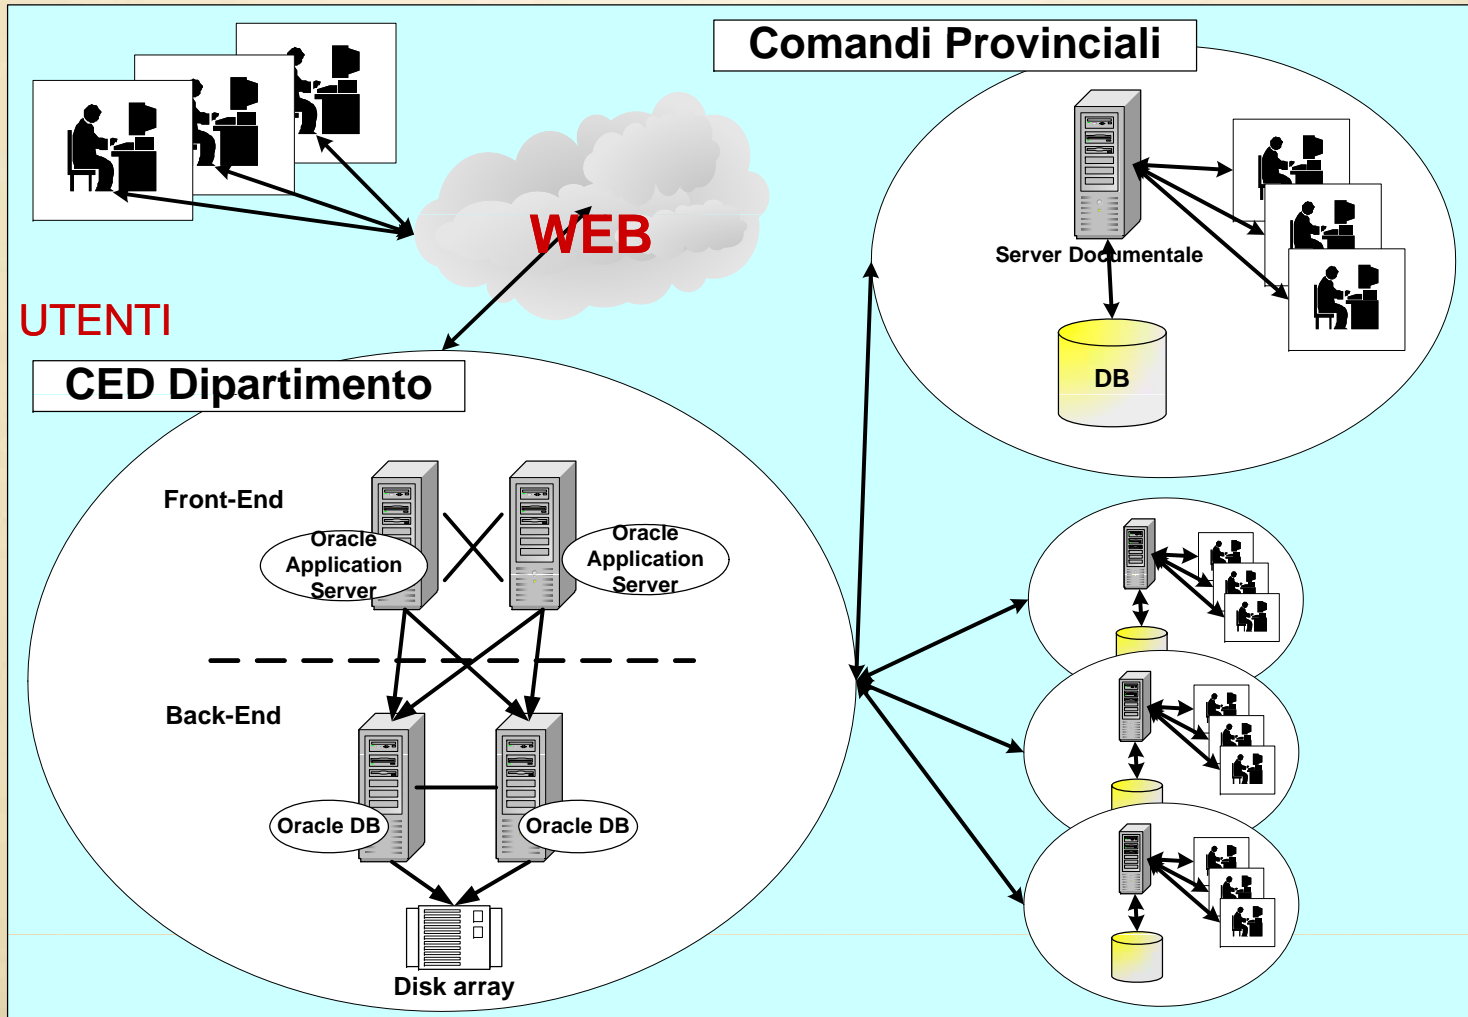 Comandi Provinciali
WEB
Server Documentale
DB
UTENTI
CED Dipartimento
Front-End
Oracle
Application
Server
Oracle
Application
Server
Back-End
Oracle DB
Oracle DB
Disk array